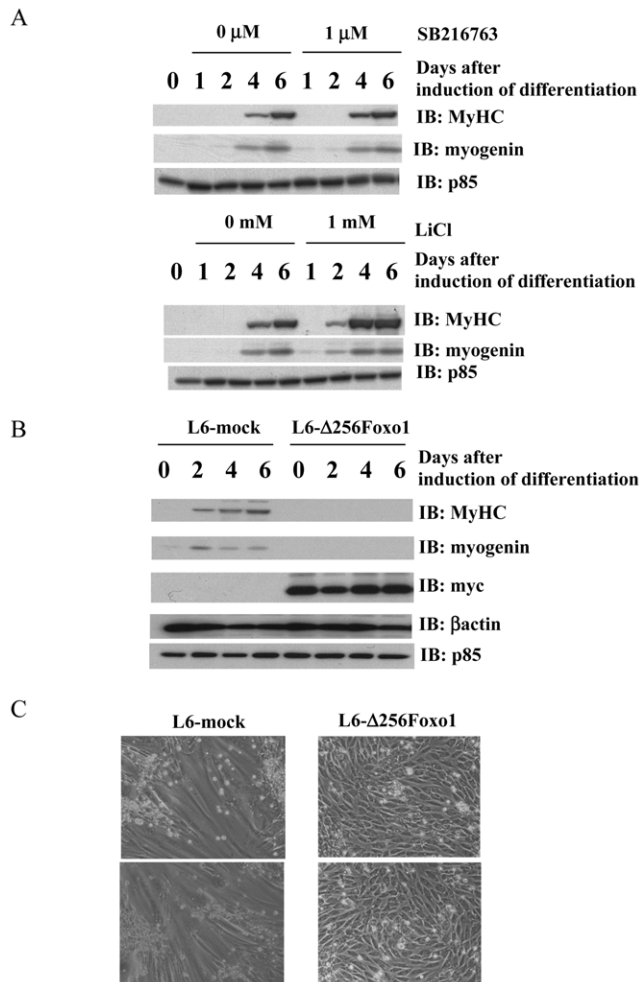 A
0 μM 1 μM SB216763
0 1 2 4 6 1 2 4 6 Days after
induction of differentiation
IB: MyHC
IB: myogenin
IB: p85
0 mM 1 mM LiCl
0 1 2 4 6 1 2 4 6 Days after
induction of differentiation
IB: MyHC
IB: myogenin
IB: p85
B
L6-mock L6-Δ256Foxo1
0 2 4 6 0 2 4 6 Days after
induction of differentiation
IB: MyHC
IB: myogenin
IB: myc
IB: βactin
IB: p85
C
L6-mock L6-Δ256Foxo1